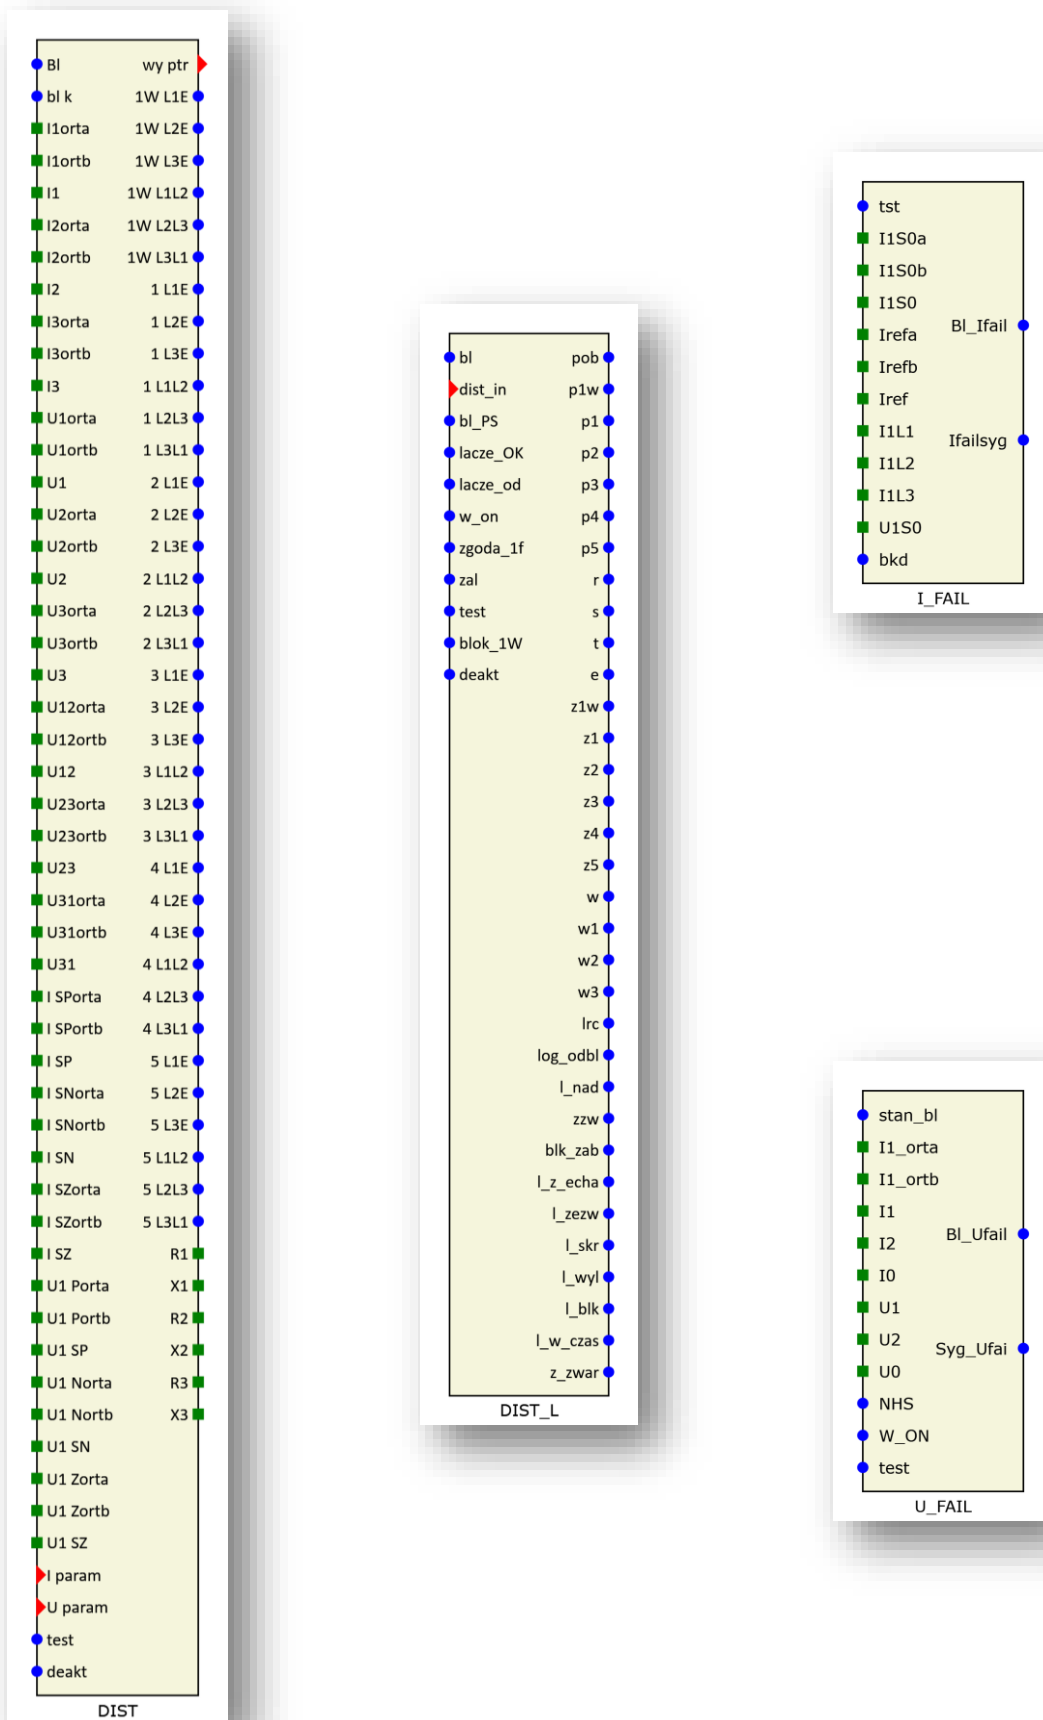 Bl wy ptr
bl k 1W L1E
I1orta 1W L2E
I1ortb 1W L3E
I1 1W L1L2
I2orta 1W L2L3
I2ortb 1W L3L1
I2 1 L1E
I3orta 1 L2E
I3ortb 1 L3E
I3 1 L1L2
U1orta 1 L2L3
U1ortb 1 L3L1
U1 2 L1E
U2orta 2 L2E
U2ortb 2 L3E
U2 2 L1L2
U3orta 2 L2L3
U3ortb 2 L3L1
U3 3 L1E
U12orta 3 L2E
U12ortb 3 L3E
U12 3 L1L2
U23orta 3 L2L3
U23ortb 3 L3L1
U23 4 L1E
U31orta 4 L2E
U31ortb 4 L3E
U31 4 L1L2
I SPorta 4 L2L3
I SPortb 4 L3L1
I SP 5 L1E
I SNorta 5 L2E
I SNortb 5 L3E
I SN 5 L1L2
I SZorta 5 L2L3
I SZortb 5 L3L1
I SZ R1
U1 Porta X1
U1 Portb R2
U1 SP X2
U1 Norta R3
U1 Nortb X3
U1 SN
U1 Zorta
U1 Zortb
U1 SZ
I param
U param
test
deakt
DIST
bl pob
dist_in p1w
bl_PS p1
lacze_OK p2
lacze_od p3
w_on p4
zgoda_1f p5
zal r
test s
blok_1W t
deakt e
z1w
z1
z2
z3
z4
z5
w
w1
w2
w3
lrc
log_odbl
l_nad
zzw
blk_zab
l_z_echa
l_zezw
l_skr
l_wyl
l_blk
l_w_czas
z_zwar
DIST_L
tst
I1S0a
I1S0b
I1S0
Bl_Ifail
Irefa
Irefb
Iref
I1L1
Ifailsyg
I1L2
I1L3
U1S0
bkd
I_FAIL
stan_bl
I1_orta
I1_ortb
I1
Bl_Ufail
I2
I0
U1
U2
Syg_Ufai
U0
NHS
W_ON
test
U_FAIL